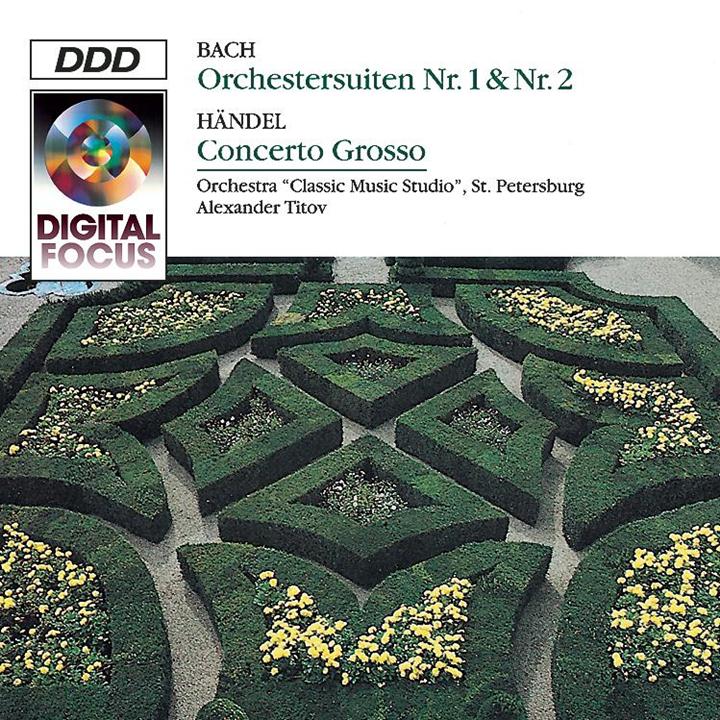 DDD
DIGITAL
FOCUS
BACH
Orchestersuiten Nr. 1 & Nr. 2
HÄNDEL
Concerto Grosso
Orchestra “Classic Music Studio”, St. Petersburg
Alexander Titov